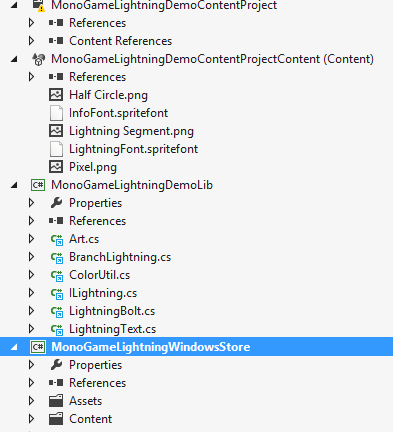 MonoGameLightningDemoContentProject
References
Content References
MonoGameLightningDemoContentProjectContent (Content)
References
Half Circle.png
InfoFont.spritefont
Lightning Segment.png
LightningFont.spritefont
Pixel.png
C# MonoGameLightningDemoLib
Properties
References
C# Art.cs
C# BranchLightning.cs
C# ColorUtil.cs
C# ILightning.cs
C# LightningBolt.cs
C# LightningText.cs
C# MonoGameLightningWindowsStore
Properties
References
Assets
Content